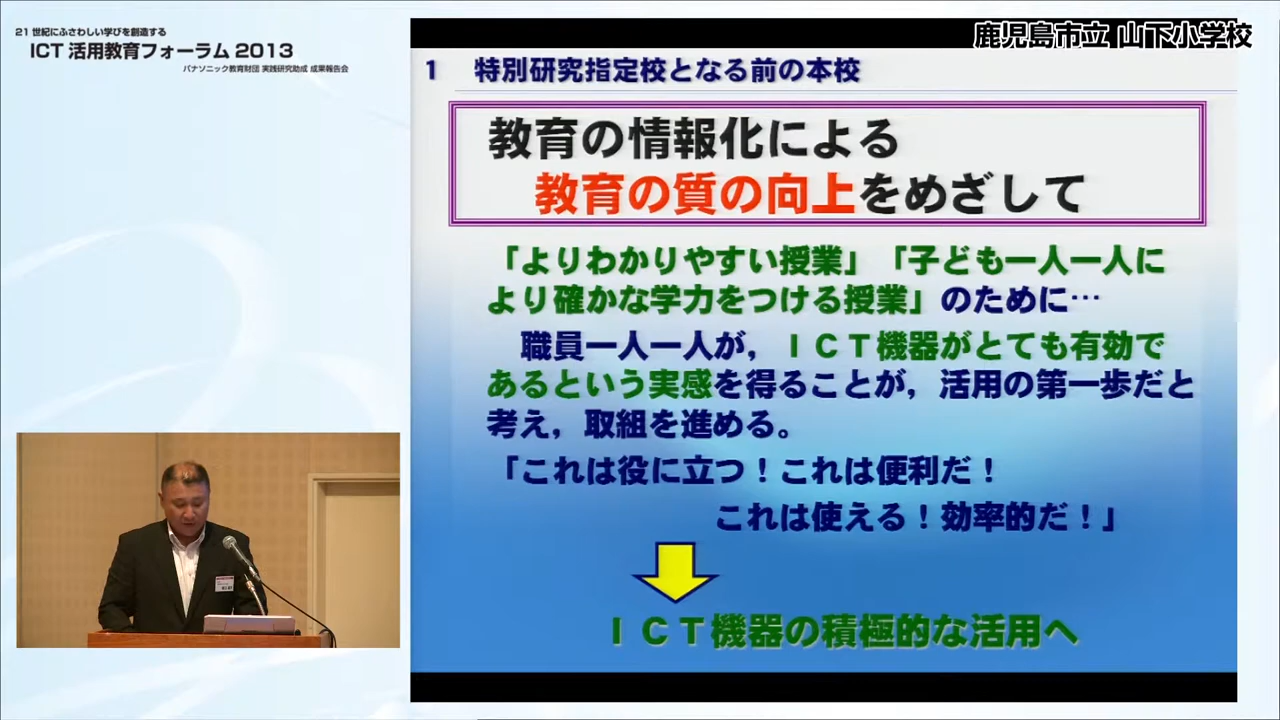 21世紀にふさわしい学びを創造する
ICT 活用教育フォーラム 2013
パナソニック教育財団 実践研究助成 成果報告会
鹿児島市立 山下小学校
1　特別研究指定校となる前の本校
教育の情報化による
教育の質の向上をめざして
「よりわかりやすい授業」「子ども一人一人に
より確かな学力をつける授業」のために…
職員一人一人が，ＩＣＴ機器がとても有効で
あるという実感を得ることが，活用の第一歩だと
考え，取組を進める。
「これは役に立つ！これは便利だ！
これは使える！効率的だ！」
ＩＣＴ機器の積極的な活用へ